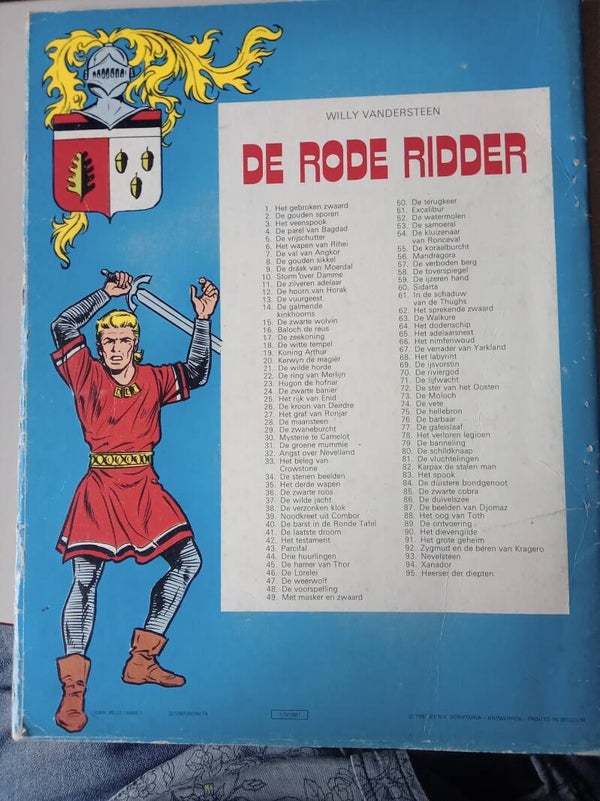 WILLY VANDERSTEEN
DE RODE RIDDER
1. Het gebroken zwaard
2. De gouden sporen
3. Het veenspook
4. De parel van Bagdad
5. De vrijschutter
6. Het wapen van Rihei
7. De val van Angkor
8. De gouden sikkel
9. De draak van Moerdal
10. Storm over Damme
11. De zilveren adelaar
12. De hoorn van Horak
13. De vuurgeest
14. De galmende
kinkhoorns
15. De zwarte wolvin
16. Baloch de reus
17. De zeekoning
18. De witte tempel
19. Koning Arthur
20. Kerwyn de magiër
21. De wilde horde
22. De ring van Merlijn
23. Hugon de hofnar
24. De zwarte banier
25. Het rijk van Enid
26. De kroon van Deirdre
27. Het graf van Ronjar
28. De maansteen
29. De zwaneburcht
30. Mysterie te Camelot
31. De groene mummie
32. Angst over Nevelland
33. Het beleg van
Crowstone
34. De stenen beelden
35. Het derde wapen
36. De zwarte roos
37. De wilde jacht
38. De verzonken klok
39. Noodkreet uit Combor
40. De barst in de Ronde Tafel
41. De laatste droom
42. Het testament
43. Parcifal
44. Drie huurlingen
45. De hamer van Thor
46. De Lorelei
47. De weerwolf
48. De voorspelling
49. Met masker en zwaard
50. De terugkeer
51. Excalibur
52. De watermolen
53. De samoerai
54. De kluizenaar
van Ronceval
55. De koraalburcht
56. Mandragora
57. De verboden berg
58. De toverspiegel
59. De ijzeren hand
60. Sidarta
61. In de schaduw
van de Thughs
62. Het sprekende zwaard
63. De Walkure
64. Het dodenschip
65. Het adelaarsnest
66. Het nimfenwoud
67. De verrader van Yarkland
68. Het labyrint
69. De ijsvorstin
70. De riviergod
71. De lijfwacht
72. De ster van het Oosten
73. De Moloch
74. De vete
75. De hellebron
76. De barbaar
77. De galeislaaf
78. Het verloren legioen
79. De banneling
80. De schildknaap
81. De vluchtelingen
82. Karpax de stalen man
83. Het spook
84. De duistere bondgenoot
85. De zwarte cobra
86. De duivelszee
87. De beelden van Djomaz
88. Het oog van Toth
89. De ontvoering
90. Het dievengilde
91. Het grote geheim
92. Zygmud en de beren van Kragero
93. Nevelsteen
94. Xanador
95. Heerser der diepten
SCRIPTORIA - ANTWERPEN - PRINTED IN BELGIUM